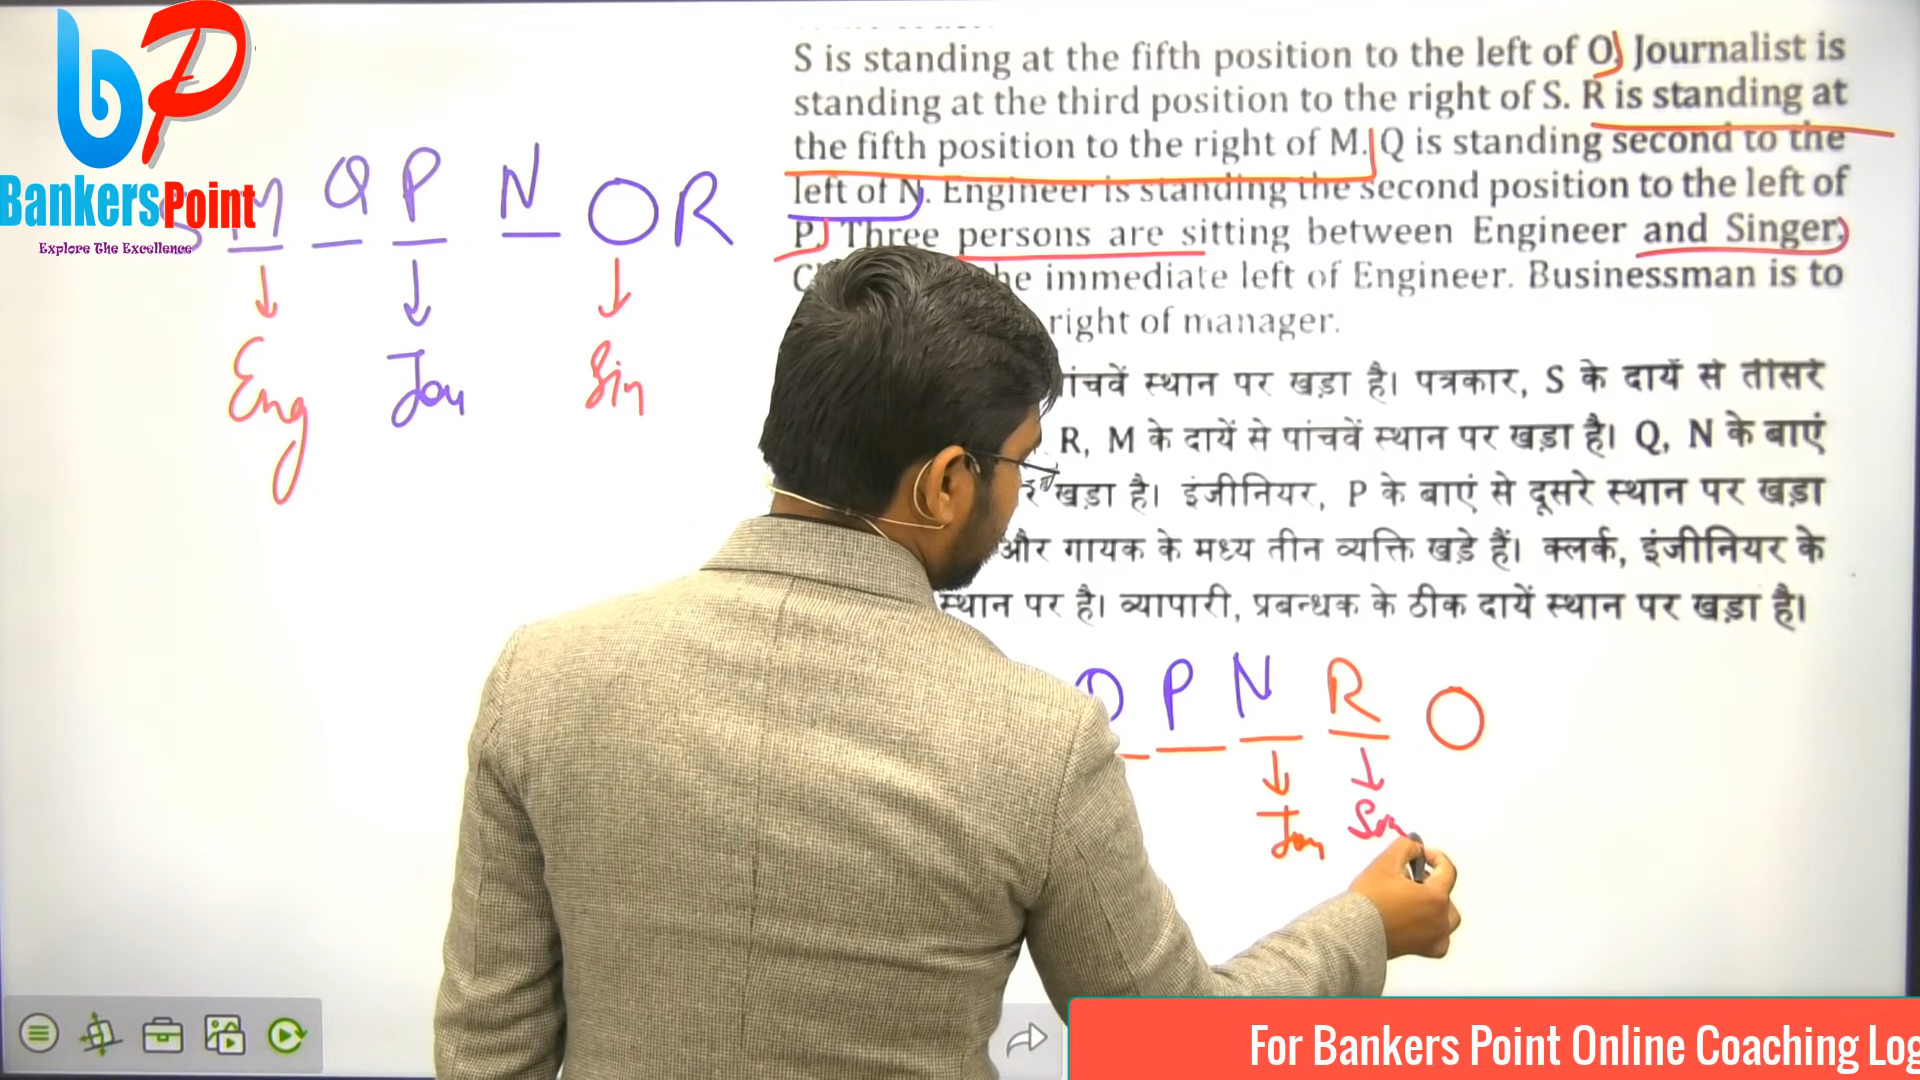 BankersPoint
Explore The Excellence
S is standing at the fifth position to the left of O. Journalist is
standing at the third position to the right of S. R is standing at
the fifth position to the right of M. Q is standing second to the
left of N. Engineer is standing the second position to the left of
P. Three persons are sitting between Engineer and Singer.
immediate left of Engineer. Businessman is to
right of manager.
पांचवें स्थान पर खड़ा है। पत्रकार, S के दायें से तीसरे
R, M के दायें से पांचवें स्थान पर खड़ा है। Q, N के बाएं
खड़ा है। इंजीनियर, P के बाएं से दूसरे स्थान पर खड़ा
और गायक के मध्य तीन व्यक्ति खड़े हैं। क्लर्क, इंजीनियर के
स्थान पर है। व्यापारी, प्रबन्धक के ठीक दायें स्थान पर खड़ा है।
M Q P N O R
Eng Jou Sin
P N R O
Jou
For Bankers Point Online Coaching Log